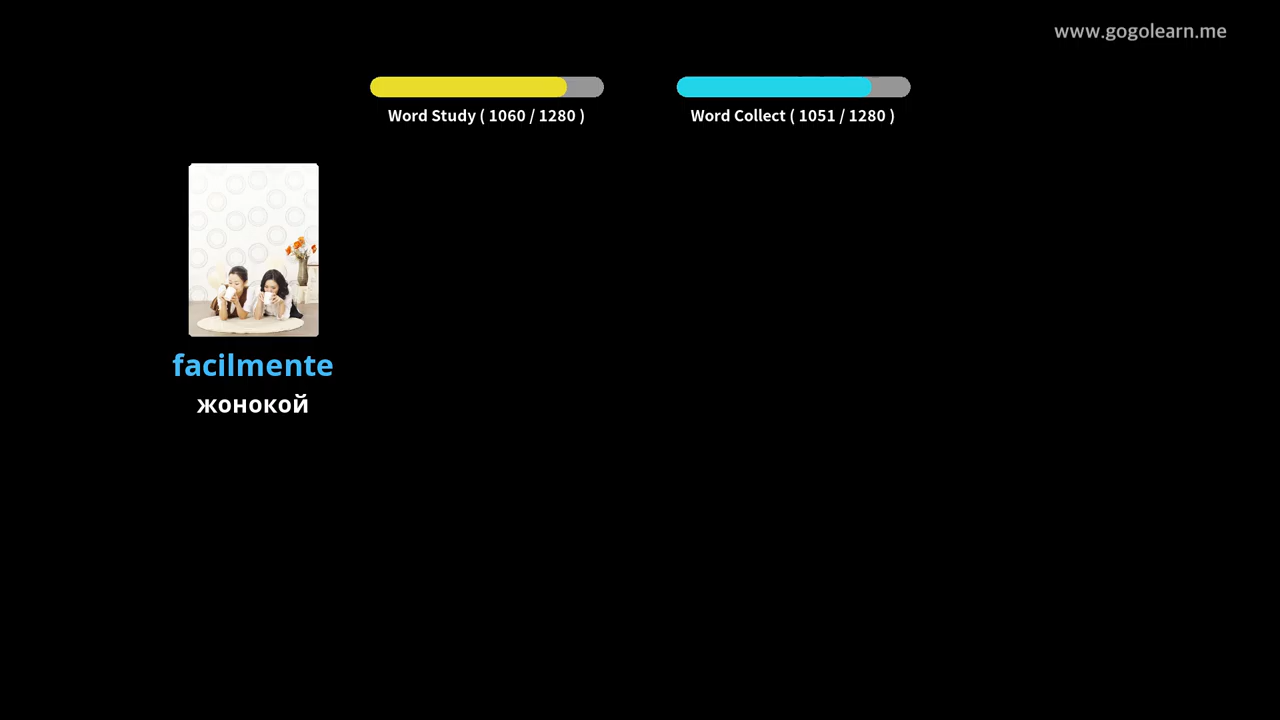 www.gogolearn.me
Word Study ( 1060 / 1280 )
Word Collect ( 1051 / 1280 )
facilmente
жонокой